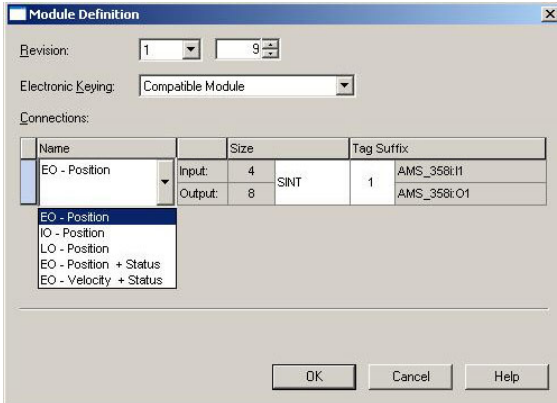 Module Definition
Revision: 1 9
Electronic Keying: Compatible Module
Connections:
Name Size Tag Suffix
EO - Position Input: 4 SINT 1 AMS_358i:I1
Output: 8 AMS_358i:O1
EO - Position
IO - Position
LO - Position
EO - Position + Status
EO - Velocity + Status
OK Cancel Help